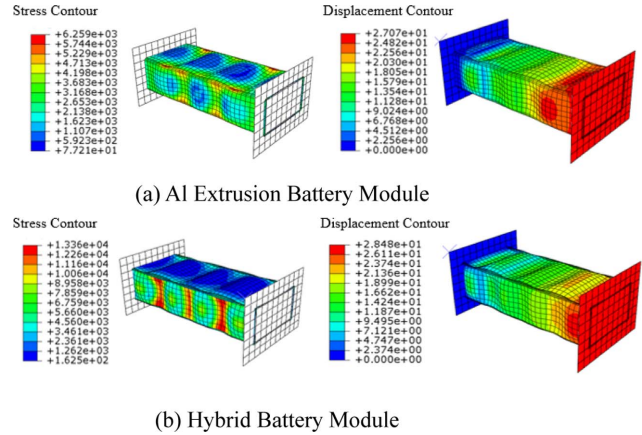 Stress Contour
+6.259e+03
+5.744e+03
+5.229e+03
+4.713e+03
+4.198e+03
+3.683e+03
+3.168e+03
+2.653e+03
+2.138e+03
+1.623e+03
+1.107e+03
+5.923e+02
+7.721e+01
Displacement Contour
+2.707e+01
+2.482e+01
+2.256e+01
+2.030e+01
+1.805e+01
+1.579e+01
+1.354e+01
+1.128e+01
+9.024e+00
+6.768e+00
+4.512e+00
+2.256e+00
+0.000e+00
(a) Al Extrusion Battery Module
Stress Contour
+1.336e+04
+1.226e+04
+1.116e+04
+1.006e+04
+8.958e+03
+7.859e+03
+6.759e+03
+5.660e+03
+4.560e+03
+3.461e+03
+2.361e+03
+1.262e+03
+1.625e+02
Displacement Contour
+2.848e+01
+2.611e+01
+2.374e+01
+2.136e+01
+1.899e+01
+1.662e+01
+1.424e+01
+1.187e+01
+9.495e+00
+7.121e+00
+4.747e+00
+2.374e+00
+0.000e+00
(b) Hybrid Battery Module